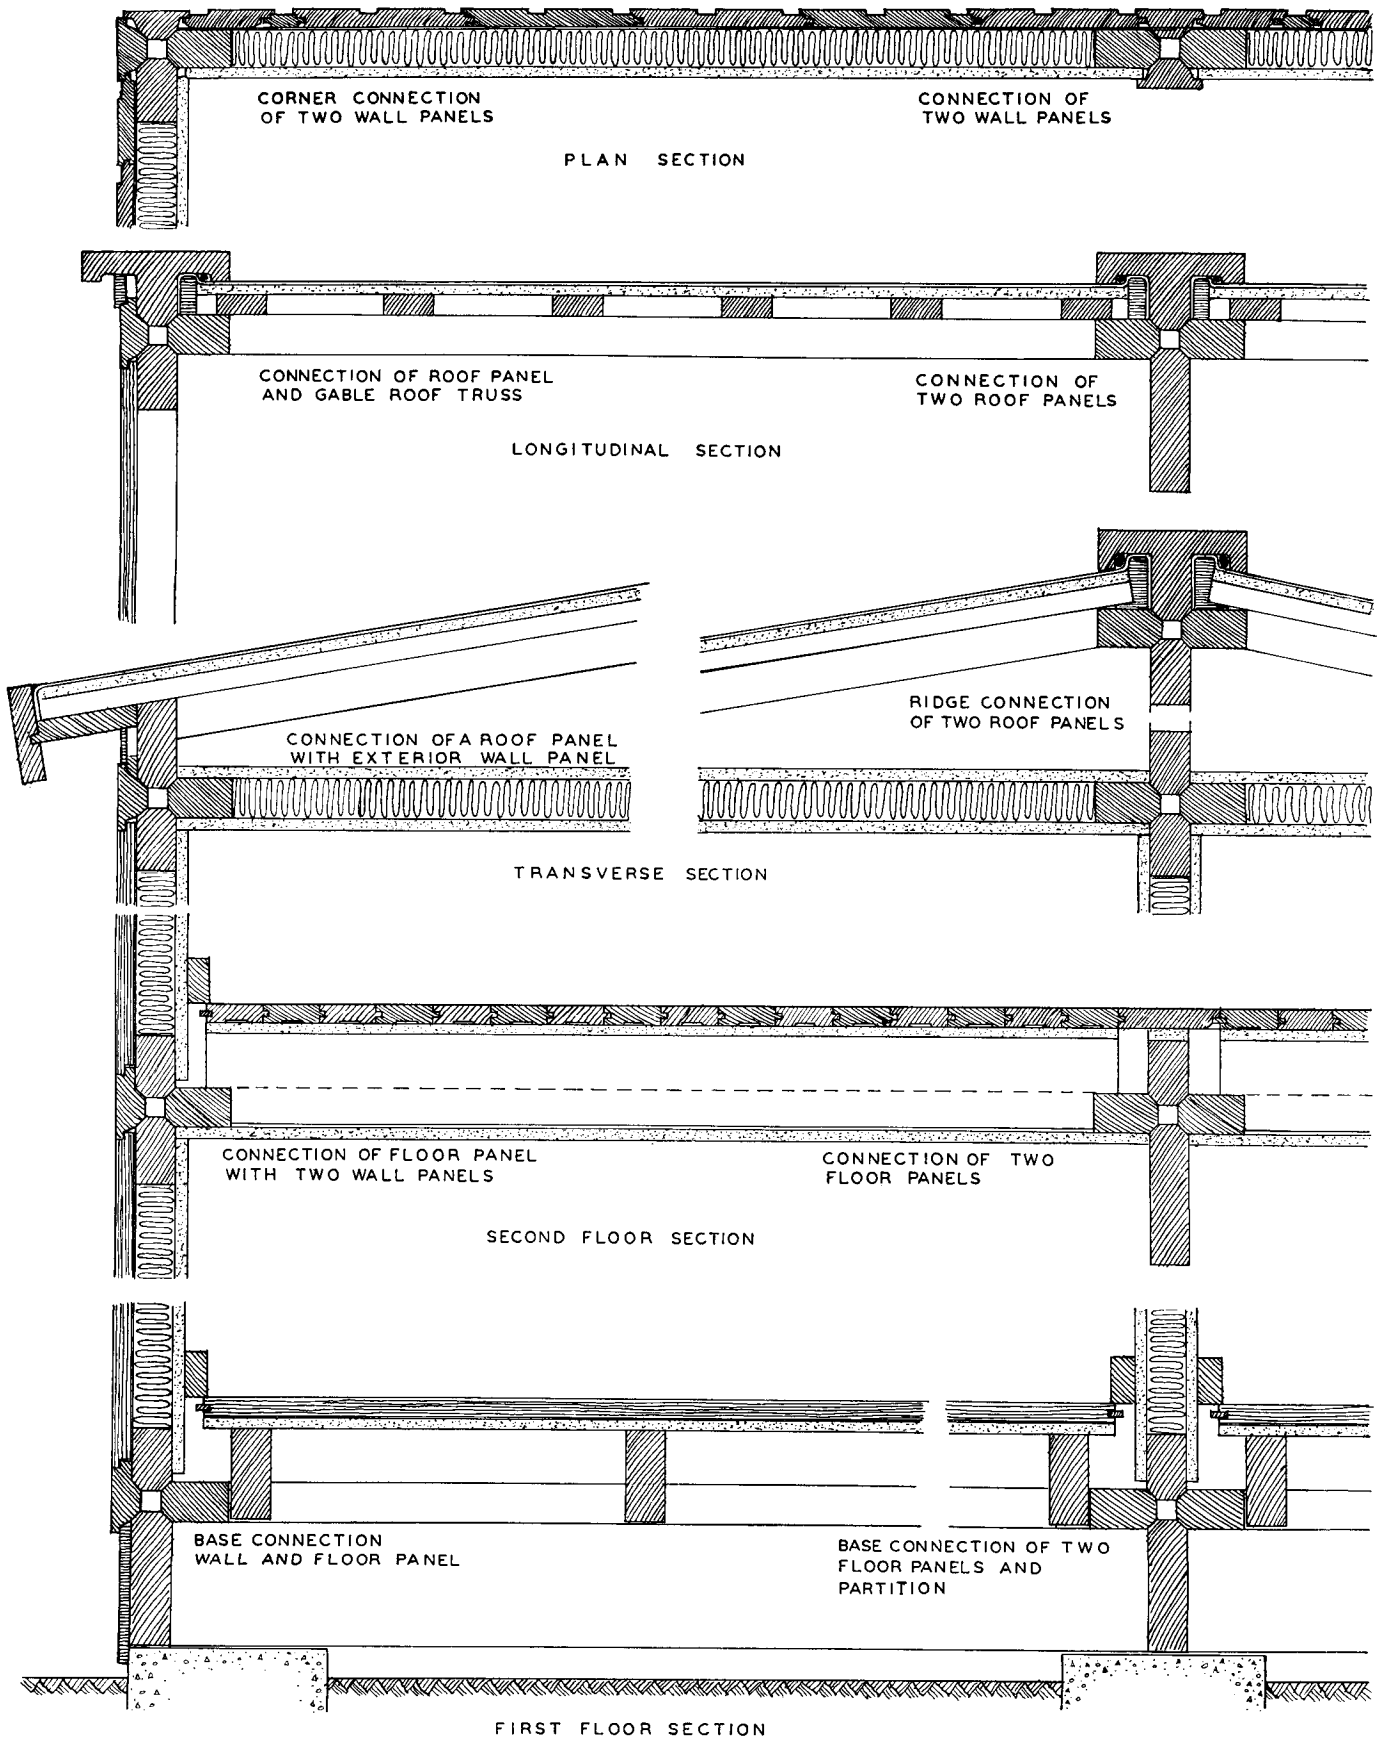 CORNER CONNECTION
OF TWO WALL PANELS
CONNECTION OF
TWO WALL PANELS
PLAN SECTION
CONNECTION OF ROOF PANEL
AND GABLE ROOF TRUSS
CONNECTION OF
TWO ROOF PANELS
LONGITUDINAL SECTION
RIDGE CONNECTION
OF TWO ROOF PANELS
CONNECTION OF A ROOF PANEL
WITH EXTERIOR WALL PANEL
TRANSVERSE SECTION
CONNECTION OF FLOOR PANEL
WITH TWO WALL PANELS
CONNECTION OF TWO
FLOOR PANELS
SECOND FLOOR SECTION
BASE CONNECTION
WALL AND FLOOR PANEL
BASE CONNECTION OF TWO
FLOOR PANELS AND
PARTITION
FIRST FLOOR SECTION